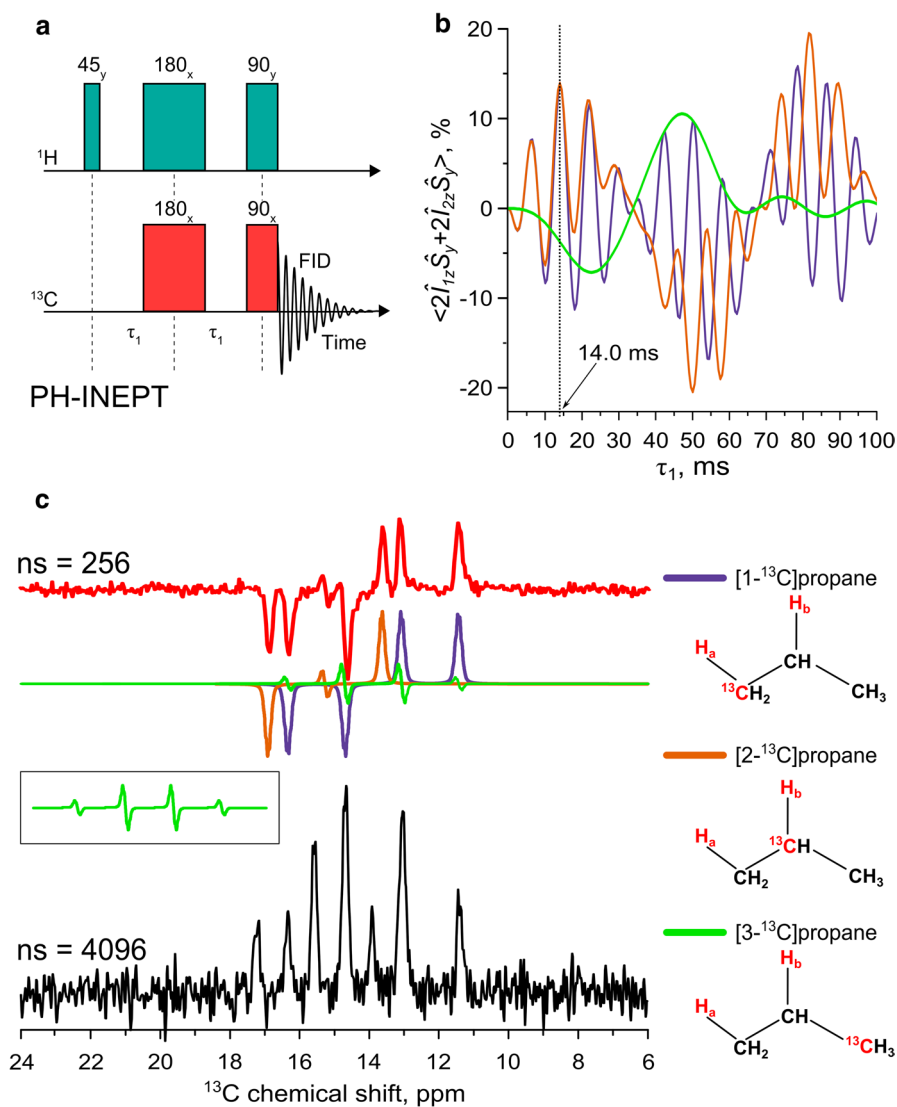 a
45y 180x 90y
1H
180x 90x
FID
13C
τ1 τ1 Time
PH-INEPT
b
<2Î1zŜy+2Î2zŜy>, %
20
10
0
-10
-20
14.0 ms
0 10 20 30 40 50 60 70 80 90 100
τ1, ms
c
ns = 256
ns = 4096
24 22 20 18 16 14 12 10 8 6
13C chemical shift, ppm
[1-13C]propane
Hb
Ha
CH
13CH2 CH3
[2-13C]propane
Hb
Ha
13CH
CH2 CH3
[3-13C]propane
Hb
Ha
CH
CH2 13CH3